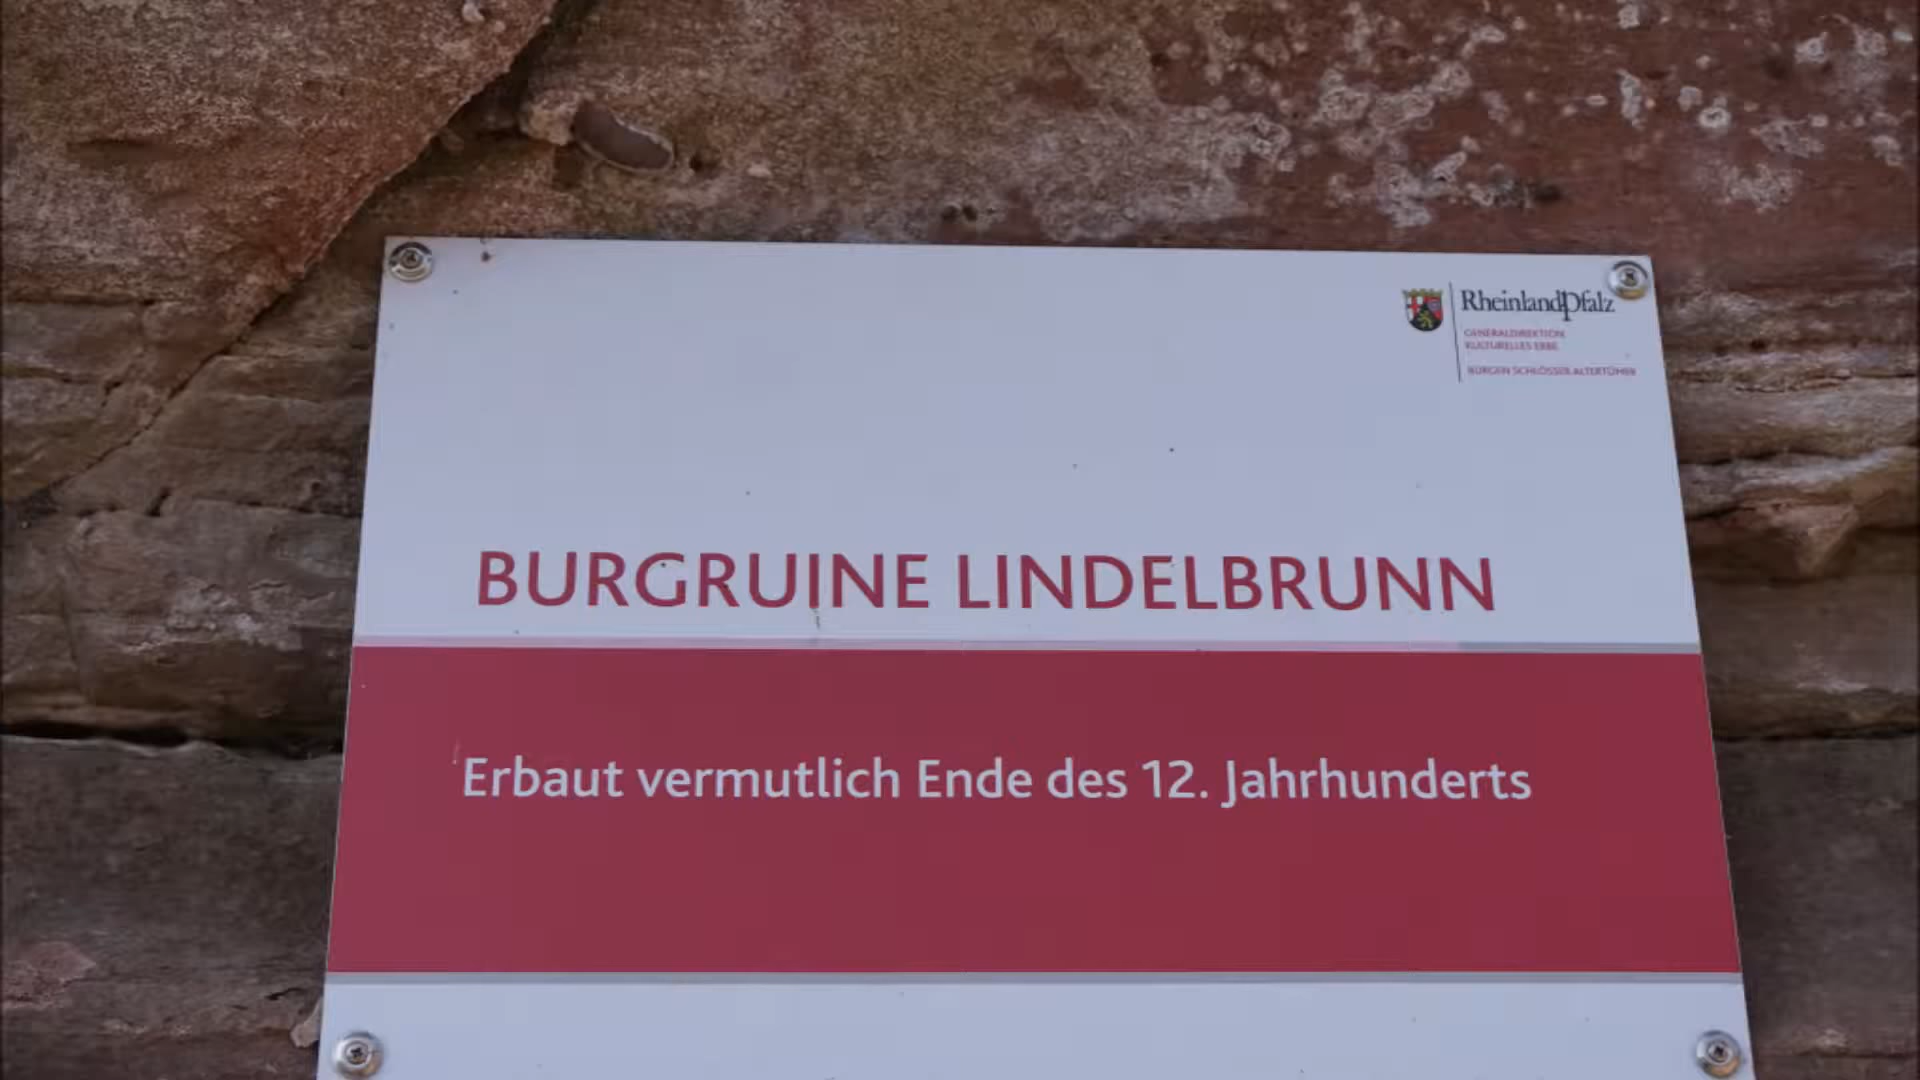 RheinlandPfalz
GENERALDIREKTION
KULTURELLES ERBE
BURGEN SCHLÖSSER ALTERTÜMER
BURGRUINE LINDELBRUNN
Erbaut vermutlich Ende des 12. Jahrhunderts